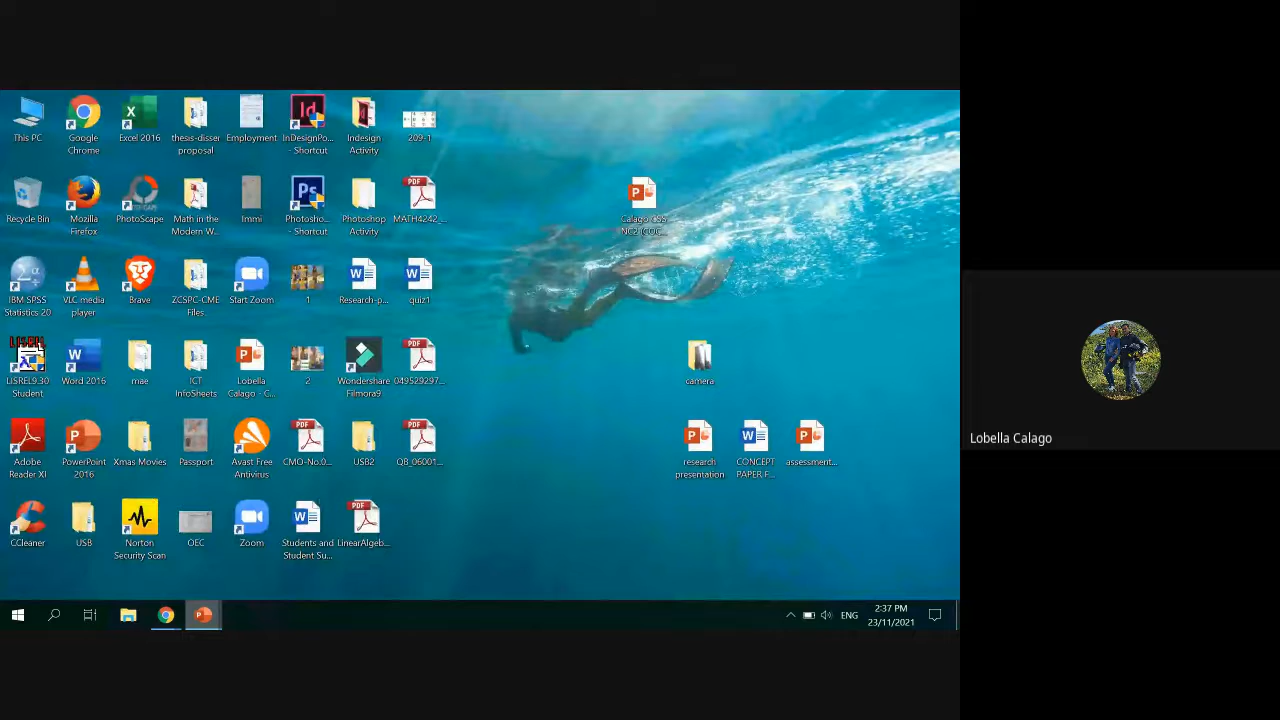 This PC
Google
Chrome
Excel 2016
thesis-disser
proposal
Employment
InDesignPo...
- Shortcut
Indesign
Activity
209-1
Recycle Bin
Mozilla
Firefox
PhotoScape
Math in the
Modern W...
Immi
Photosho...
- Shortcut
Photoshop
Activity
MATH4242_...
Calago CSS
NC2 (COC...
IBM-SPSS
Statistics 20
VLC media
player
Brave
ZCSPC-CME
Files
Start Zoom
1
Research-p...
quiz1
LISREL9.30
Student
Word 2016
mae
ICT
InfoSheets
Lobella
Calago - C...
2
Wondershare
Filmora9
049529297...
camera
Adobe
Reader XI
PowerPoint
2016
Xmas Movies
Passport
Avast Free
Antivirus
CMO-No.0...
USB2
QB_06001...
research
presentation
CONCEPT
PAPER F...
assessment...
CCleaner
USB
Norton
Security Scan
OEC
Zoom
Students and
Student Su...
LinearAlgeb...
ENG
2:37 PM
23/11/2021
Lobella Calago